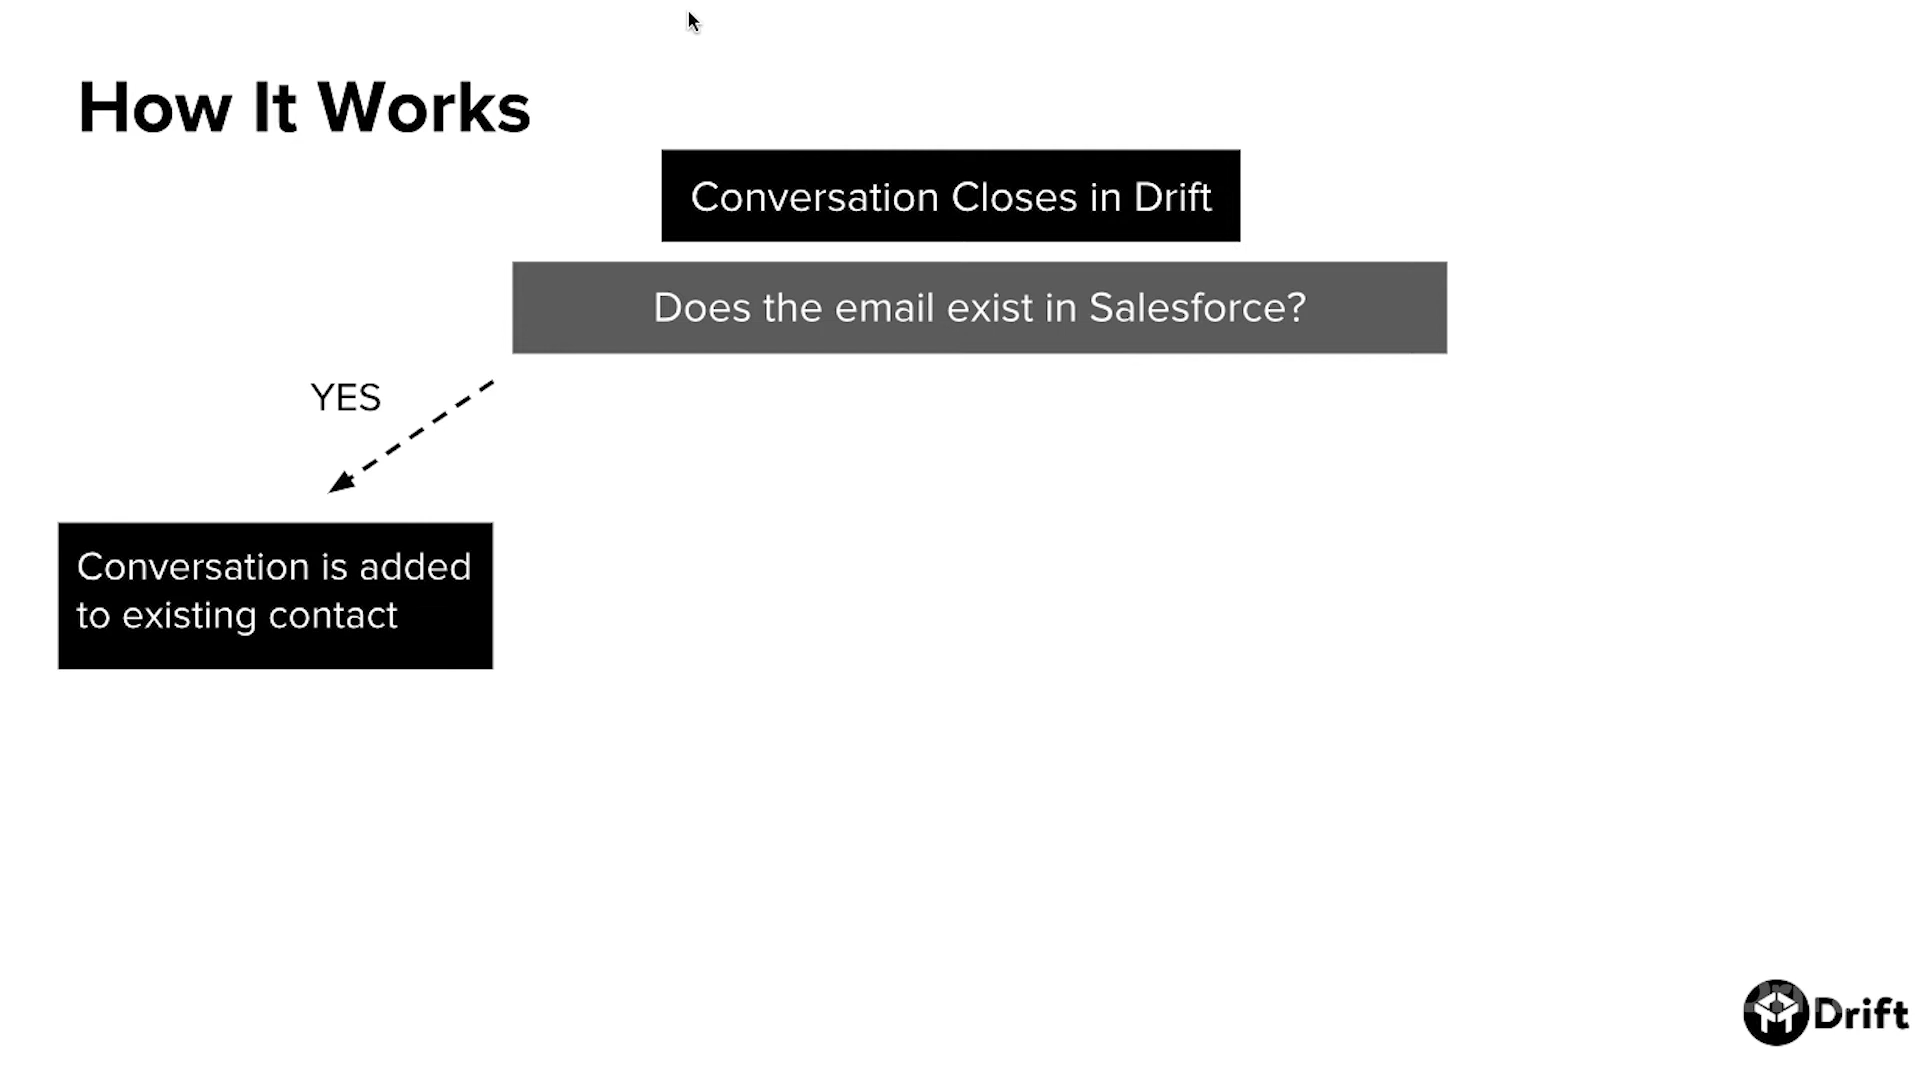 How It Works
Conversation Closes in Drift
Does the email exist in Salesforce?
YES
Conversation is added
to existing contact
Drift